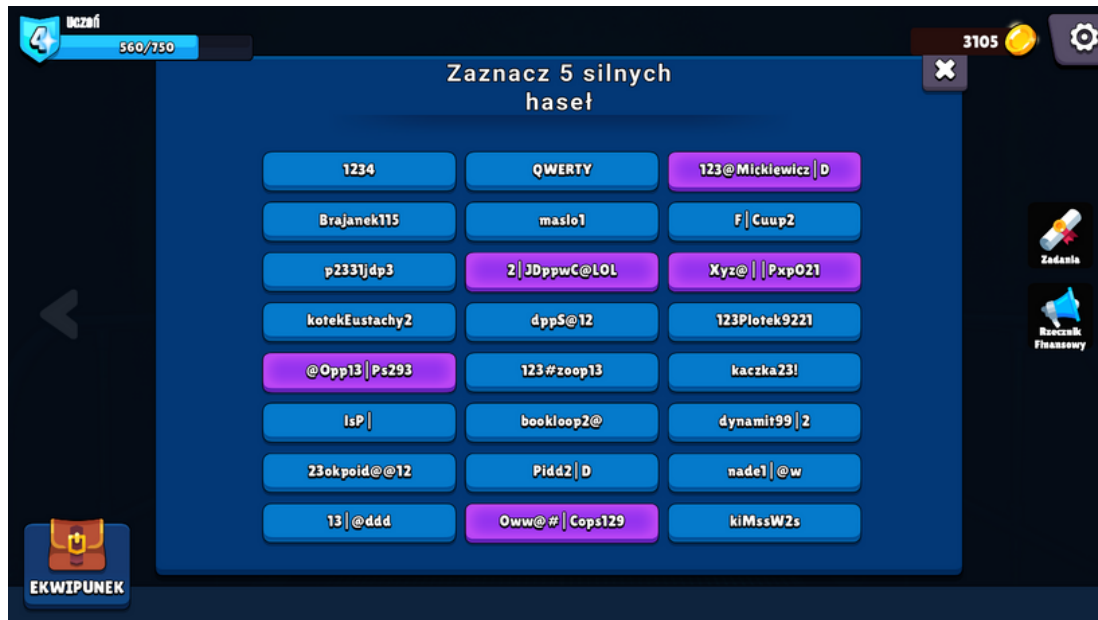 Uczeń
4
560/750
3105
Zaznacz 5 silnych
haseł
1234
QWERTY
123@Mickiewicz|D
Brajanek115
maslo1
F|Cuup2
p2331jdp3
2|JDppwC@LOL
Xyz@||PxpO21
Zadania
kotekEustachy2
dppS@12
123Plotek9221
Rzecznik
Finansowy
@Opp13|Ps293
123#zoop13
kaczka23!
IsP|
bookloop2@
dynamit99|2
23okpoid@@12
Pidd2|D
nade1|@w
13|@ddd
Oww@#|Cops129
kiMssW2s
EKWIPUNEK